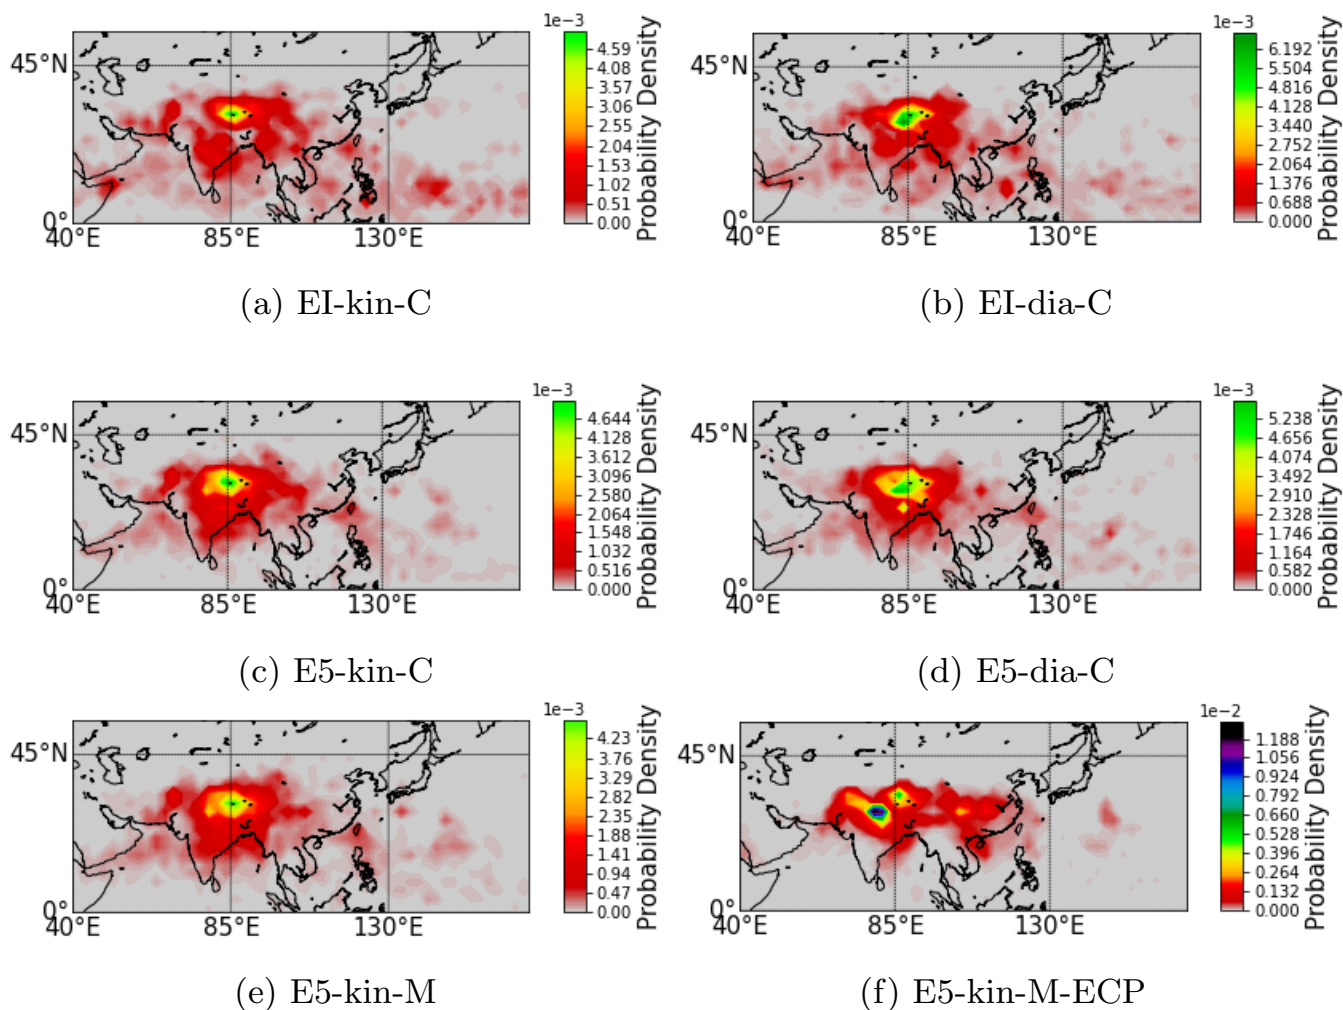 1e−3
45°N
0°
40°E 85°E 130°E
4.59
4.08
3.57
3.06
2.55
2.04
1.53
1.02
0.51
0.00
Probability Density
(a) EI-kin-C
1e−3
45°N
0°
40°E 85°E 130°E
6.192
5.504
4.816
4.128
3.440
2.752
2.064
1.376
0.688
0.000
Probability Density
(b) EI-dia-C
1e−3
45°N
0°
40°E 85°E 130°E
4.644
4.128
3.612
3.096
2.580
2.064
1.548
1.032
0.516
0.000
Probability Density
(c) E5-kin-C
1e−3
45°N
0°
40°E 85°E 130°E
5.238
4.656
4.074
3.492
2.910
2.328
1.746
1.164
0.582
0.000
Probability Density
(d) E5-dia-C
1e−3
45°N
0°
40°E 85°E 130°E
4.23
3.76
3.29
2.82
2.35
1.88
1.41
0.94
0.47
0.00
Probability Density
(e) E5-kin-M
1e−2
45°N
0°
40°E 85°E 130°E
1.188
1.056
0.924
0.792
0.660
0.528
0.396
0.264
0.132
0.000
Probability Density
(f) E5-kin-M-ECP